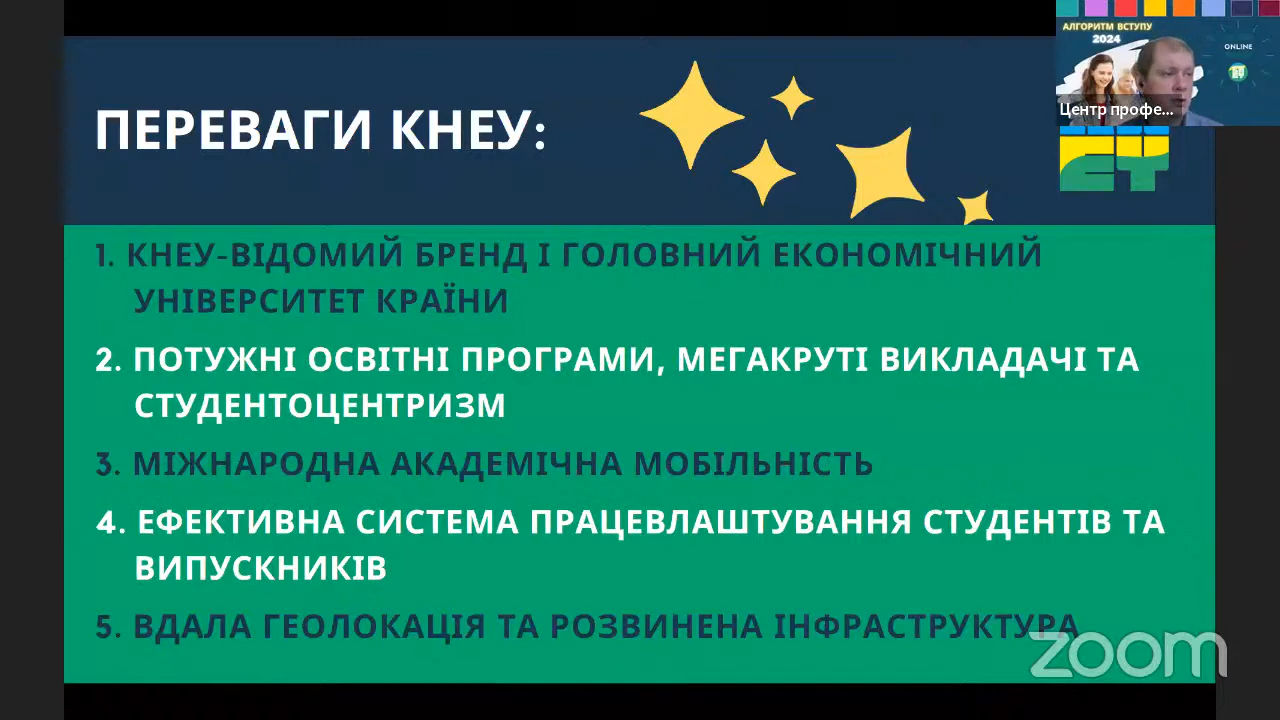 АЛГОРИТМ ВСТУПУ
2024
ONLINE
Центр профе...
ПЕРЕВАГИ КНЕУ:
1. КНЕУ-ВІДОМИЙ БРЕНД І ГОЛОВНИЙ ЕКОНОМІЧНИЙ
УНІВЕРСИТЕТ КРАЇНИ
2. ПОТУЖНІ ОСВІТНІ ПРОГРАМИ, МЕГАКРУТІ ВИКЛАДАЧІ ТА
СТУДЕНТОЦЕНТРИЗМ
3. МІЖНАРОДНА АКАДЕМІЧНА МОБІЛЬНІСТЬ
4. ЕФЕКТИВНА СИСТЕМА ПРАЦЕВЛАШТУВАННЯ СТУДЕНТІВ ТА
ВИПУСКНИКІВ
5. ВДАЛА ГЕОЛОКАЦІЯ ТА РОЗВИНЕНА ІНФРАСТРУКТУРА
zoom